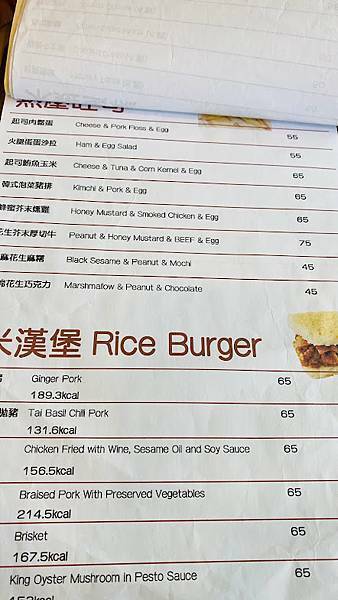 起司肉鬆蛋 Cheese & Pork Floss & Egg 55
火腿蛋蛋沙拉 Ham & Egg Salad 55
起司鮪魚玉米 Cheese & Tuna & Corn Kernel & Egg 65
韓式泡菜豬排 Kimchi & Pork & Egg 65
蜂蜜芥末燻雞 Honey Mustard & Smoked Chicken & Egg 65
花生芥末厚切牛 Peanut & Honey Mustard & BEEF & Egg 75
麻花生麻糬 Black Sesame & Peanut & Mochi 45
棉花生巧克力 Marshmafow & Peanut & Chocolate 45
米漢堡 Rice Burger
Ginger Pork 65
189.3kcal
拋豬 Tai Basil Chili Pork 65
131.6kcal
Chicken Fried with Wine, Sesame Oil and Soy Sauce 65
156.5kcal
Braised Pork With Preserved Vegetables 65
214.5kcal
Brisket 65
167.5kcal
King Oyster Mushroom in Pesto Sauce 65